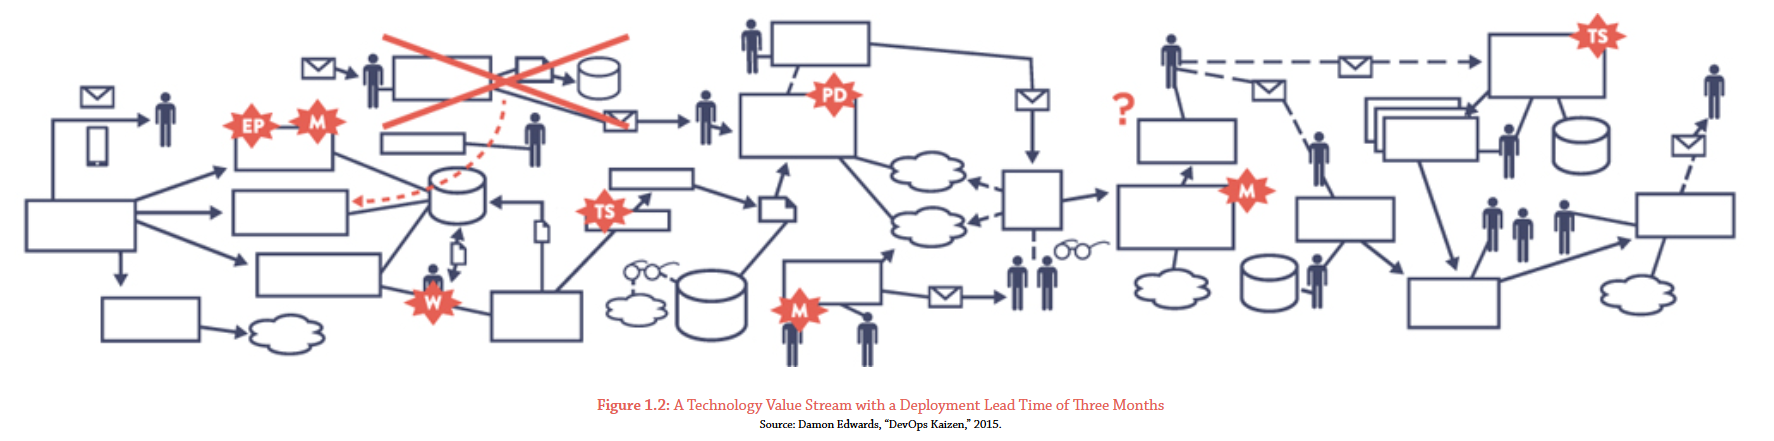 EP
M
W
TS
PD
M
?
M
TS
Figure 1.2: A Technology Value Stream with a Deployment Lead Time of Three Months
Source: Damon Edwards, “DevOps Kaizen,” 2015.